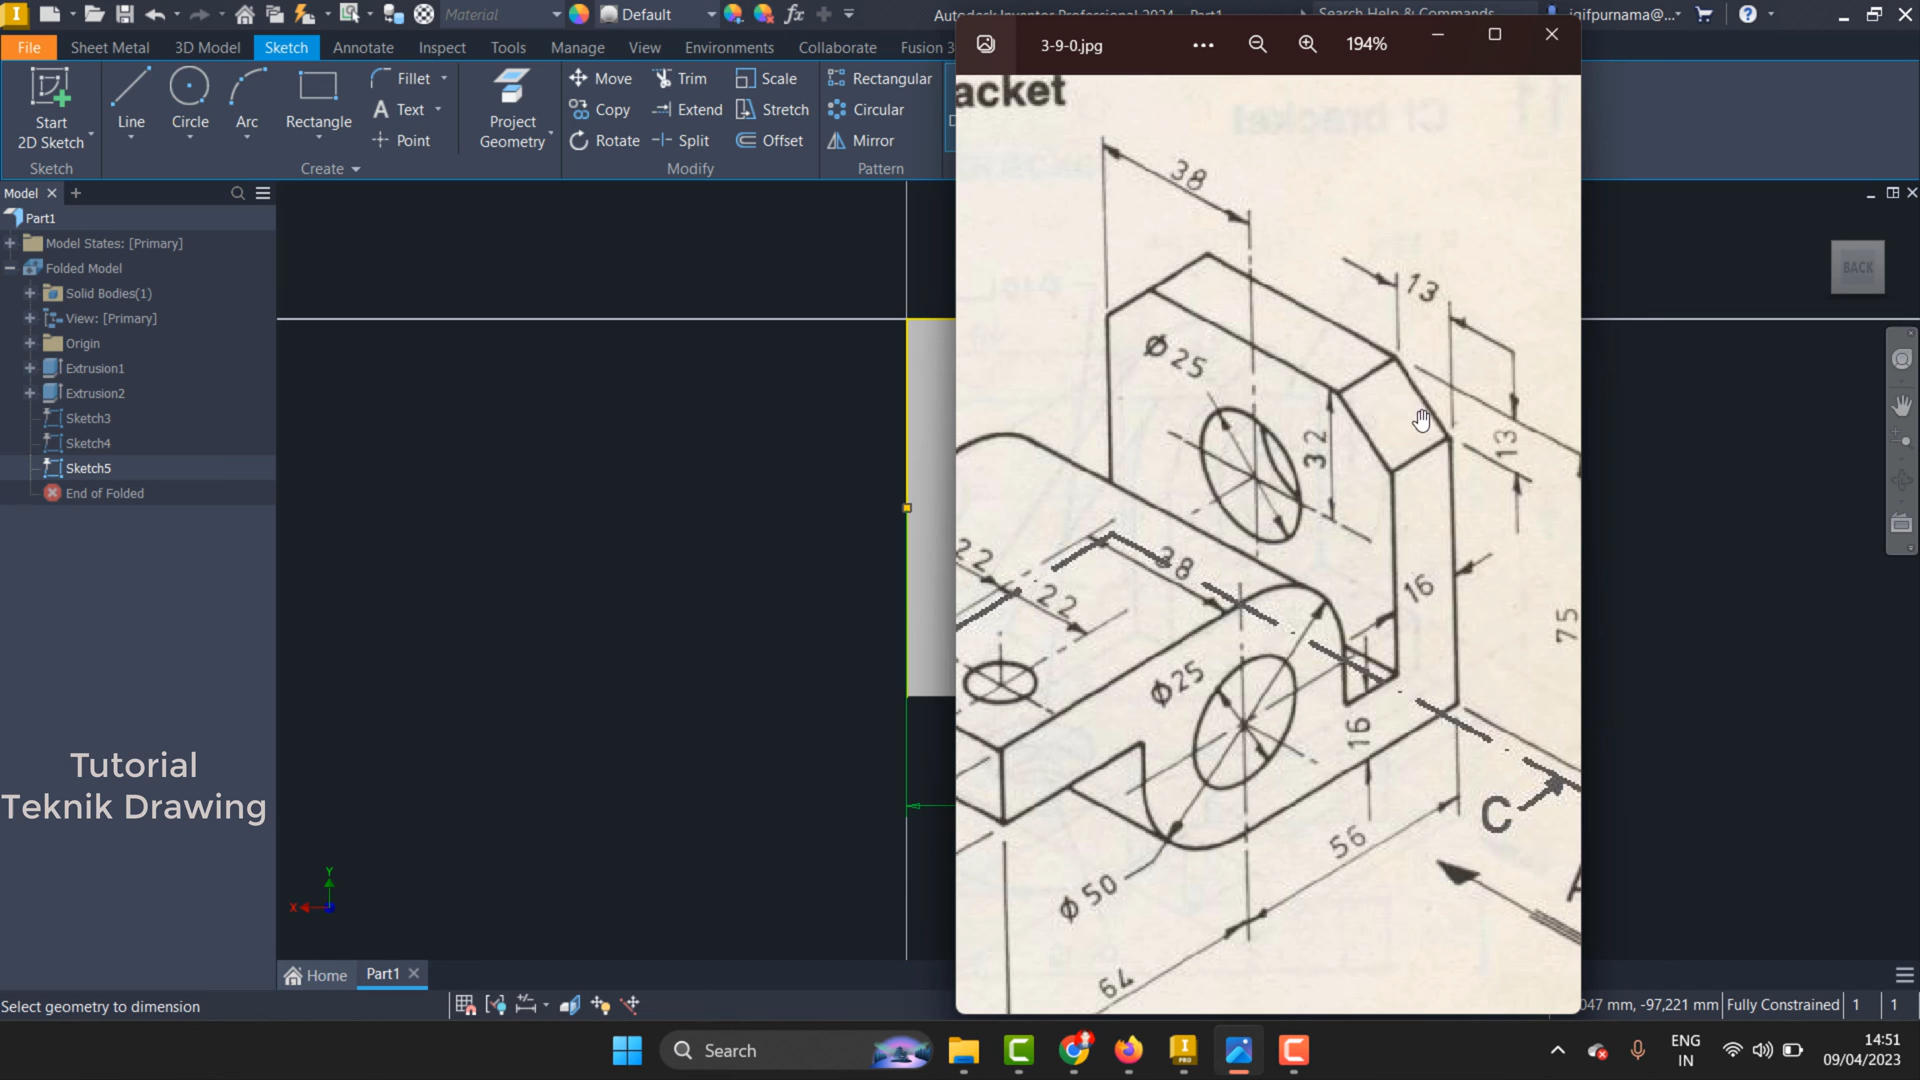 Material
Default
Autodesk Inventor Professional 2024 - Part1
Search Help & Commands...
iqifpurnama@...
File
Sheet Metal
3D Model
Sketch
Annotate
Inspect
Tools
Manage
View
Environments
Collaborate
Fusion 3
3-9-0.jpg
194%
Start
2D Sketch
Line
Circle
Arc
Rectangle
Fillet
Text
Point
Project
Geometry
Move
Copy
Rotate
Trim
Extend
Split
Scale
Stretch
Offset
Rectangular
Circular
Mirror
Sketch
Create
Modify
Pattern
Model
Part1
Model States: [Primary]
Folded Model
Solid Bodies(1)
View: [Primary]
Origin
Extrusion1
Extrusion2
Sketch3
Sketch4
Sketch5
End of Folded
Tutorial
Teknik Drawing
Y
X
BACK
acket
38
13
Φ25
32
13
38
22
22
16
75
Φ25
16
C
56
Φ50
64
Home
Part1
Select geometry to dimension
047 mm, -97,221 mm
Fully Constrained
1
1
Search
PRO
ENG
IN
14:51
09/04/2023